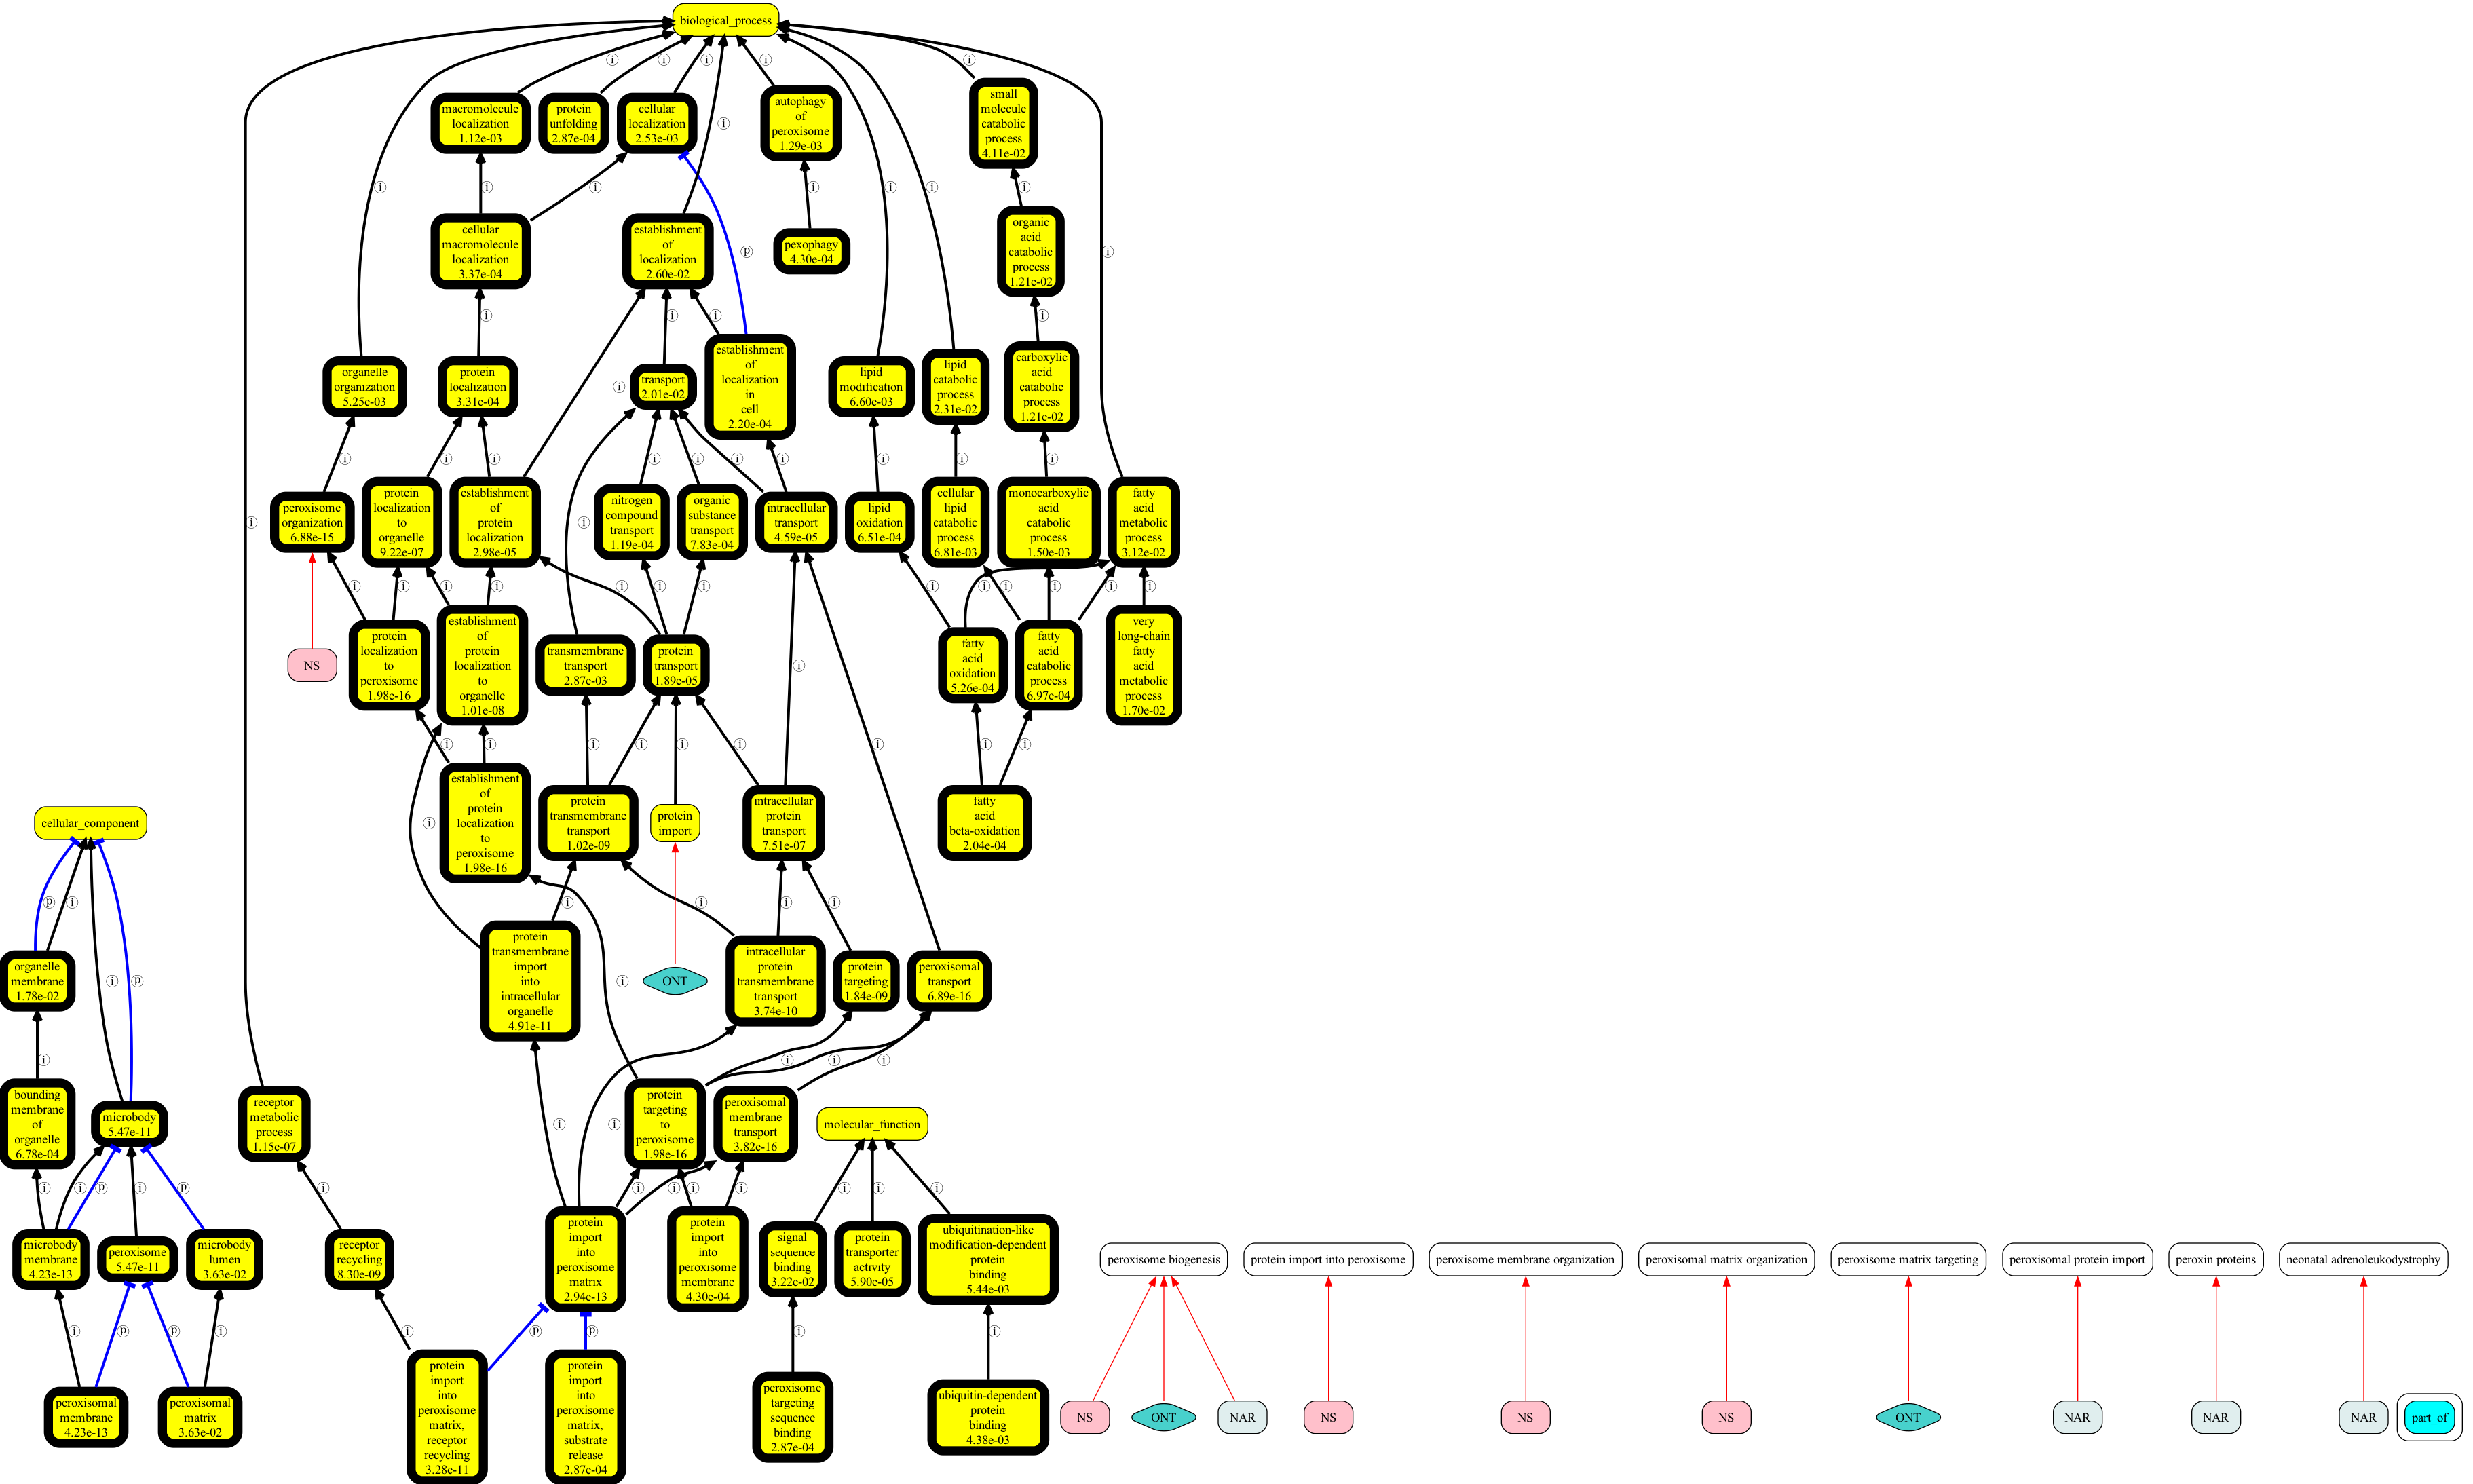 biological_process
macromolecule
localization
1.12e-03
protein
unfolding
2.87e-04
cellular
localization
2.53e-03
autophagy
of
peroxisome
1.29e-03
small
molecule
catabolic
process
4.11e-02
cellular
macromolecule
localization
3.37e-04
establishment
of
localization
2.60e-02
pexophagy
4.30e-04
organic
acid
catabolic
process
1.21e-02
organelle
organization
5.25e-03
protein
localization
3.31e-04
transport
2.01e-02
establishment
of
localization
in
cell
2.20e-04
lipid
modification
6.60e-03
lipid
catabolic
process
2.31e-02
carboxylic
acid
catabolic
process
1.21e-02
peroxisome
organization
6.88e-15
protein
localization
to
organelle
9.22e-07
establishment
of
protein
localization
2.98e-05
nitrogen
compound
transport
1.19e-04
organic
substance
transport
7.83e-04
intracellular
transport
4.59e-05
lipid
oxidation
6.51e-04
cellular
lipid
catabolic
process
6.81e-03
monocarboxylic
acid
catabolic
process
1.50e-03
fatty
acid
metabolic
process
3.12e-02
NS
protein
localization
to
peroxisome
1.98e-16
establishment
of
protein
localization
to
organelle
1.01e-08
transmembrane
transport
2.87e-03
protein
transport
1.89e-05
fatty
acid
oxidation
5.26e-04
fatty
acid
catabolic
process
6.97e-04
very
long-chain
fatty
acid
metabolic
process
1.70e-02
cellular_component
establishment
of
protein
localization
to
peroxisome
1.98e-16
protein
transmembrane
transport
1.02e-09
protein
import
intracellular
protein
transport
7.51e-07
fatty
acid
beta-oxidation
2.04e-04
organelle
membrane
1.78e-02
protein
transmembrane
import
into
intracellular
organelle
4.91e-11
ONT
intracellular
protein
transmembrane
transport
3.74e-10
protein
targeting
1.84e-09
peroxisomal
transport
6.89e-16
bounding
membrane
of
organelle
6.78e-04
microbody
5.47e-11
receptor
metabolic
process
1.15e-07
protein
targeting
to
peroxisome
1.98e-16
peroxisomal
membrane
transport
3.82e-16
molecular_function
microbody
membrane
4.23e-13
peroxisome
5.47e-11
microbody
lumen
3.63e-02
receptor
recycling
8.30e-09
protein
import
into
peroxisome
matrix
2.94e-13
protein
import
into
peroxisome
membrane
4.30e-04
signal
sequence
binding
3.22e-02
protein
transporter
activity
5.90e-05
ubiquitination-like
modification-dependent
protein
binding
5.44e-03
peroxisome biogenesis
protein import into peroxisome
peroxisome membrane organization
peroxisomal matrix organization
peroxisome matrix targeting
peroxisomal protein import
peroxin proteins
neonatal adrenoleukodystrophy
peroxisomal
membrane
4.23e-13
peroxisomal
matrix
3.63e-02
protein
import
into
peroxisome
matrix,
receptor
recycling
3.28e-11
protein
import
into
peroxisome
matrix,
substrate
release
2.87e-04
peroxisome
targeting
sequence
binding
2.87e-04
ubiquitin-dependent
protein
binding
4.38e-03
NS
ONT
NAR
NS
NS
NS
ONT
NAR
NAR
NAR
part_of